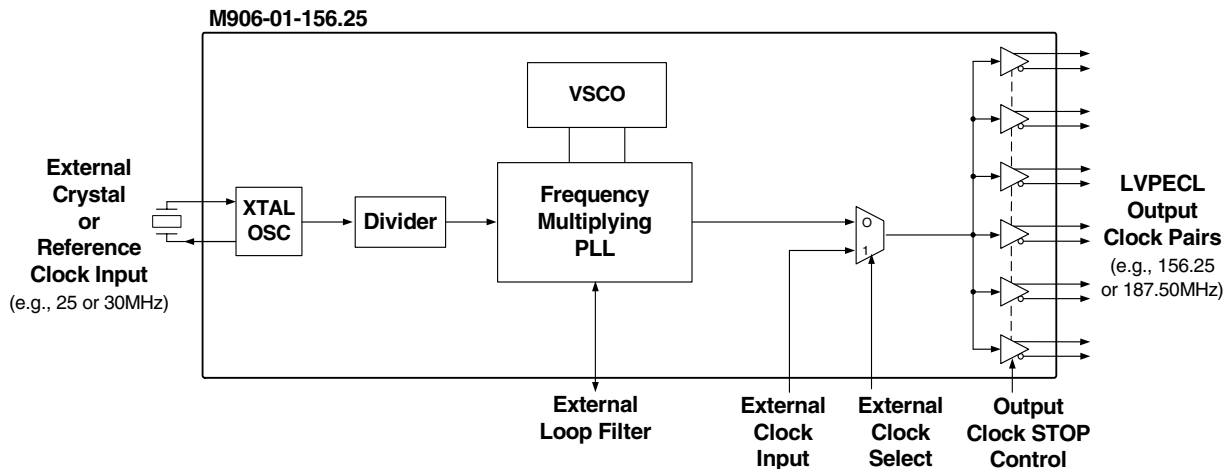 M906-01-156.25
VSCO
External
Crystal
or
Reference
Clock Input
(e.g., 25 or 30MHz)
XTAL
OSC
Divider
Frequency
Multiplying
PLL
0
1
LVPECL
Output
Clock Pairs
(e.g., 156.25
or 187.50MHz)
External
Loop Filter
External
Clock
Input
External
Clock
Select
Output
Clock STOP
Control